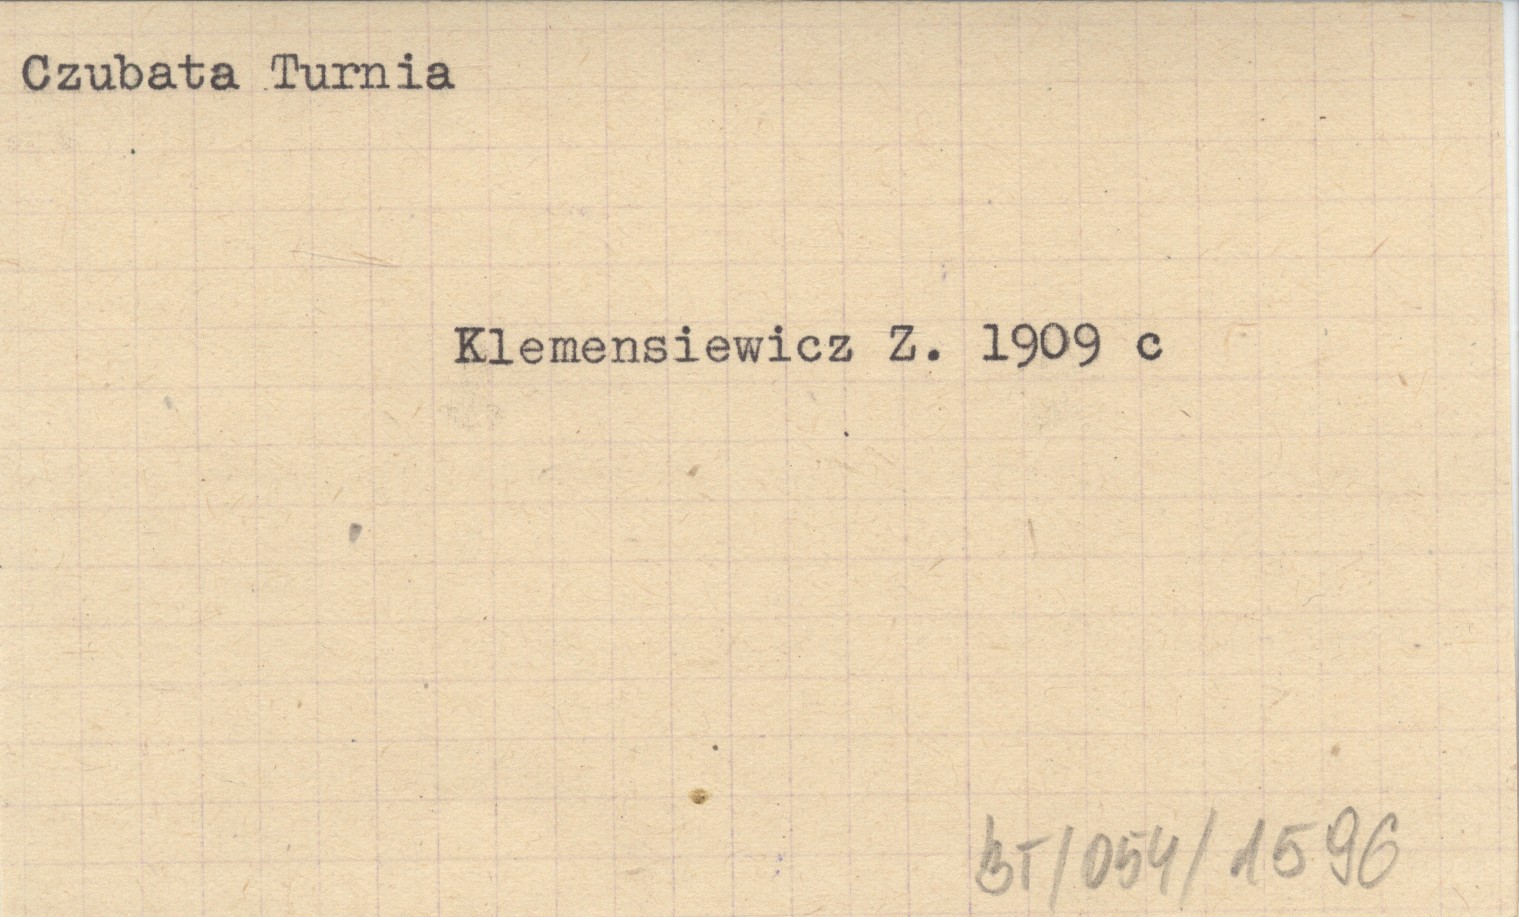 Czubata Turnia
Klemensiewicz Z. 1909 c
BT/054/1596